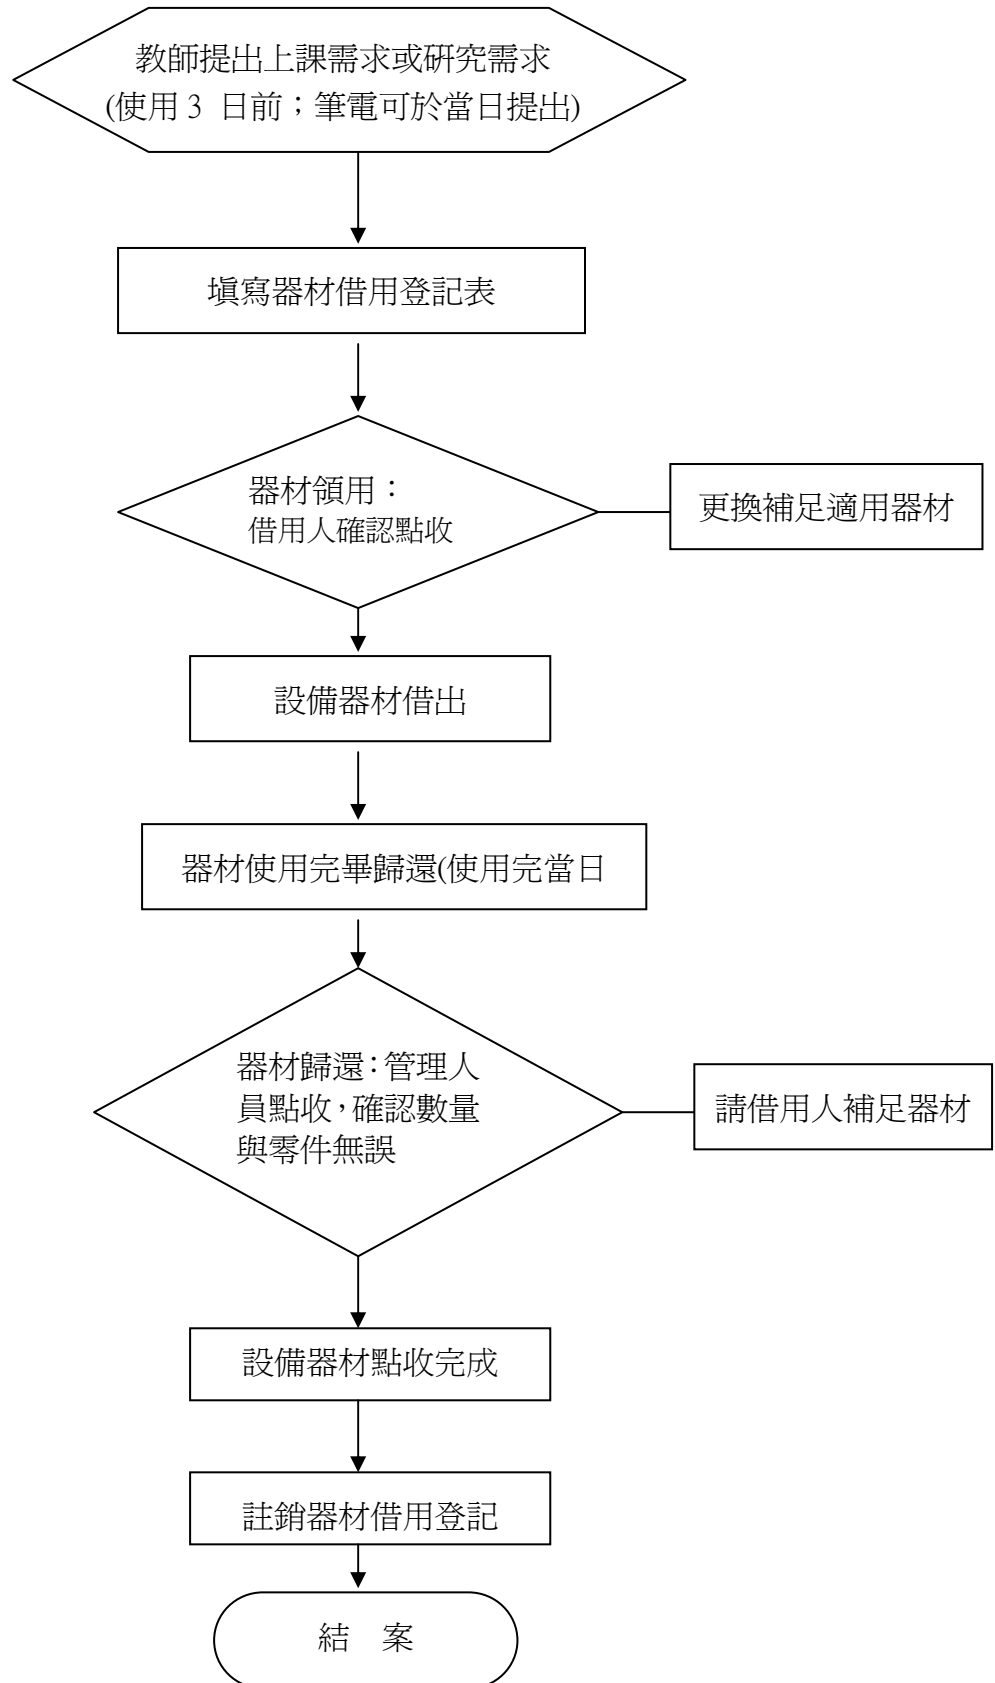 教師提出上課需求或研究需求
(使用 3 日前；筆電可於當日提出)
填寫器材借用登記表
器材領用：
借用人確認點收
更換補足適用器材
設備器材借出
器材使用完畢歸還(使用完當日
器材歸還：管理人
員點收，確認數量
與零件無誤
請借用人補足器材
設備器材點收完成
註銷器材借用登記
結　案